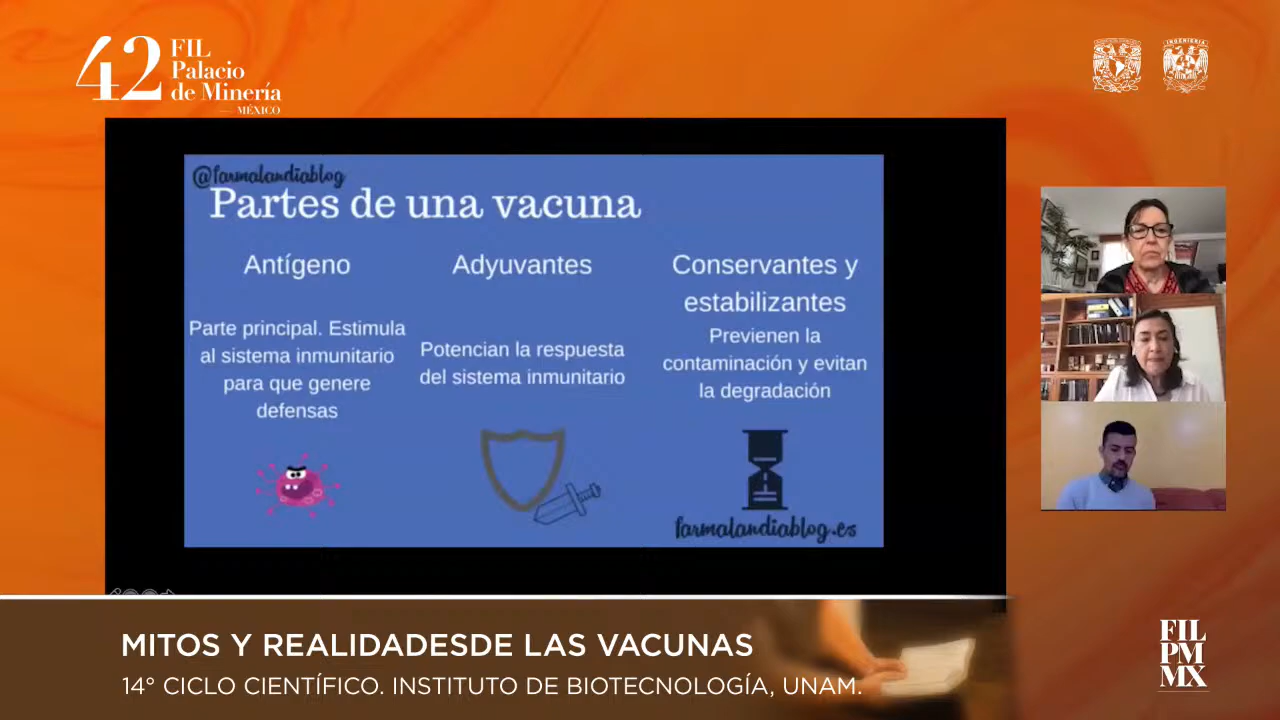 42
FIL
Palacio
de Minería
MÉXICO
INGENIERIA
@farmalandiablog
Partes de una vacuna
Antígeno
Parte principal. Estimula
al sistema inmunitario
para que genere
defensas
Adyuvantes
Potencian la respuesta
del sistema inmunitario
Conservantes y
estabilizantes
Previenen la
contaminación y evitan
la degradación
farmalandiablog.es
MITOS Y REALIDADESDE LAS VACUNAS
14° CICLO CIENTÍFICO. INSTITUTO DE BIOTECNOLOGÍA, UNAM.
FIL
PM
MX